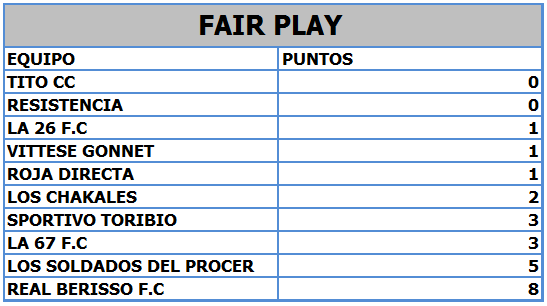 FAIR PLAY
EQUIPO PUNTOS
TITO CC 0
RESISTENCIA 0
LA 26 F.C 1
VITTESE GONNET 1
ROJA DIRECTA 1
LOS CHAKALES 2
SPORTIVO TORIBIO 3
LA 67 F.C 3
LOS SOLDADOS DEL PROCER 5
REAL BERISSO F.C 8